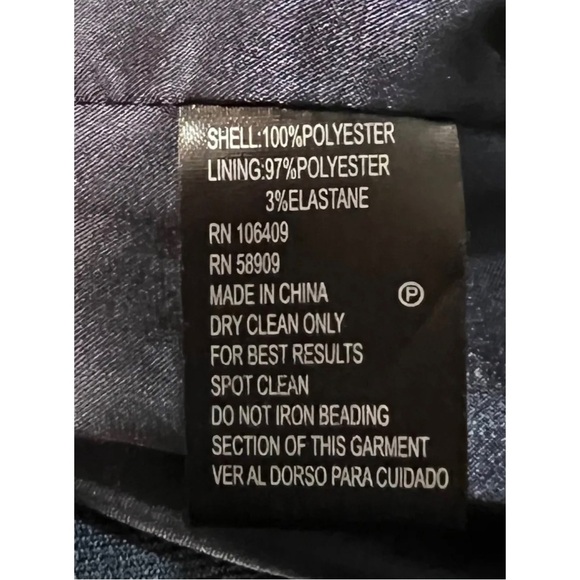 SHELL:100%POLYESTER
LINING:97%POLYESTER
3%ELASTANE
RN 106409
RN 58909
MADE IN CHINA P
DRY CLEAN ONLY
FOR BEST RESULTS
SPOT CLEAN
DO NOT IRON BEADING
SECTION OF THIS GARMENT
VER AL DORSO PARA CUIDADO